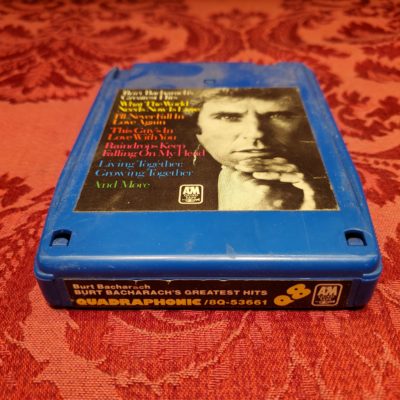 Burt Bacharach's
Greatest Hits
What The World
Needs Now Is Love
I'll Never Fall In
Love Again
This Guy's In
Love With You
Raindrops Keep
Falling On My Head
Living Together,
Growing Together
And More
A&M
Burt Bacharach
BURT BACHARACH'S GREATEST HITS
QUADRAPHONIC /8Q-53661
Q8
A&M